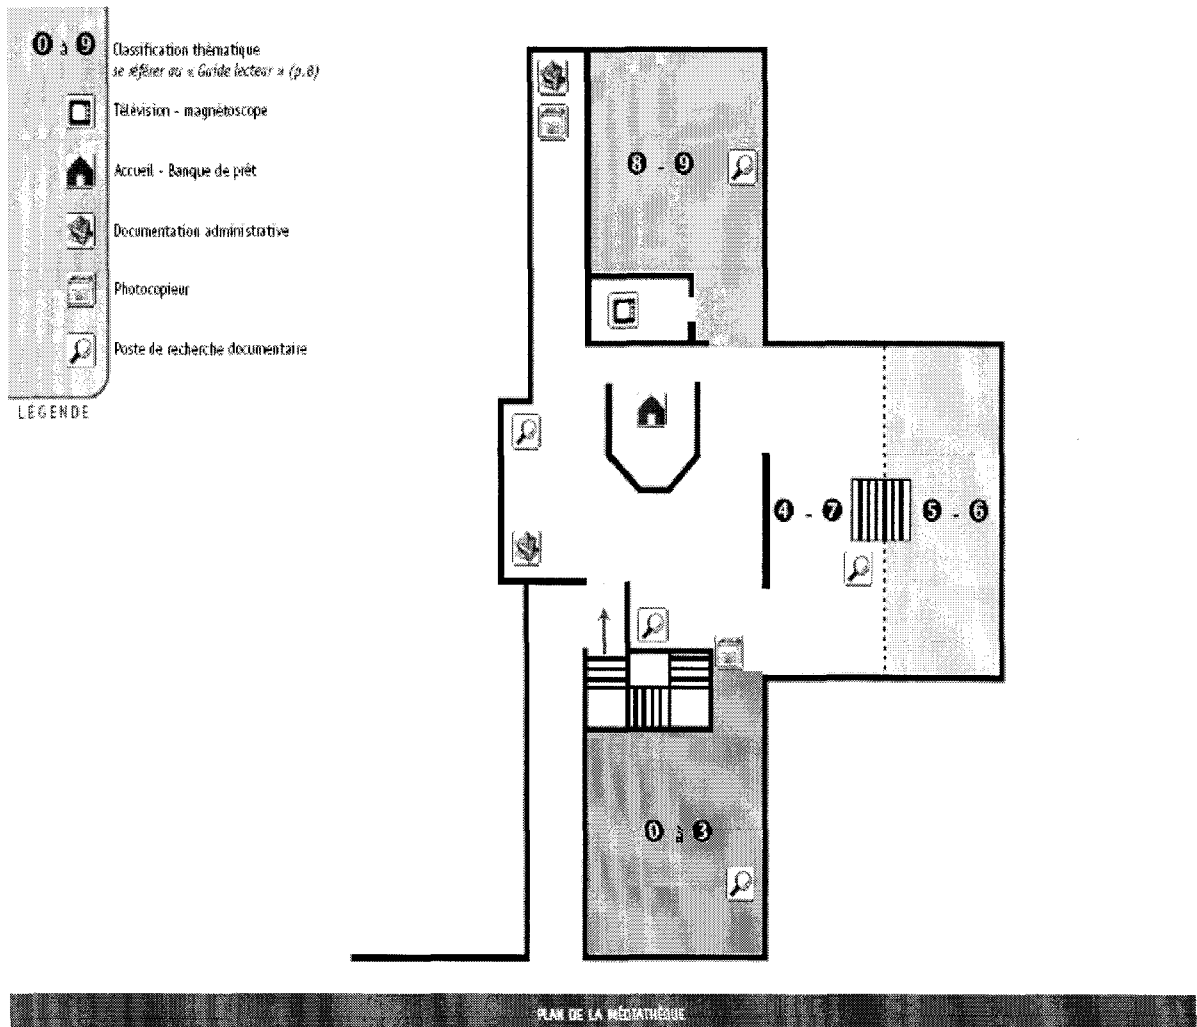 0 à 9 Classification thématique
se référer au « Guide lecteur » (p.8)
Télévision - magnétoscope
Accueil - Banque de prêt
Documentation administrative
Photocopieur
Poste de recherche documentaire
LÉGENDE
8 - 9
4 - 7
5 - 6
0 à 3
PLAN DE LA MÉDIATHÈQUE